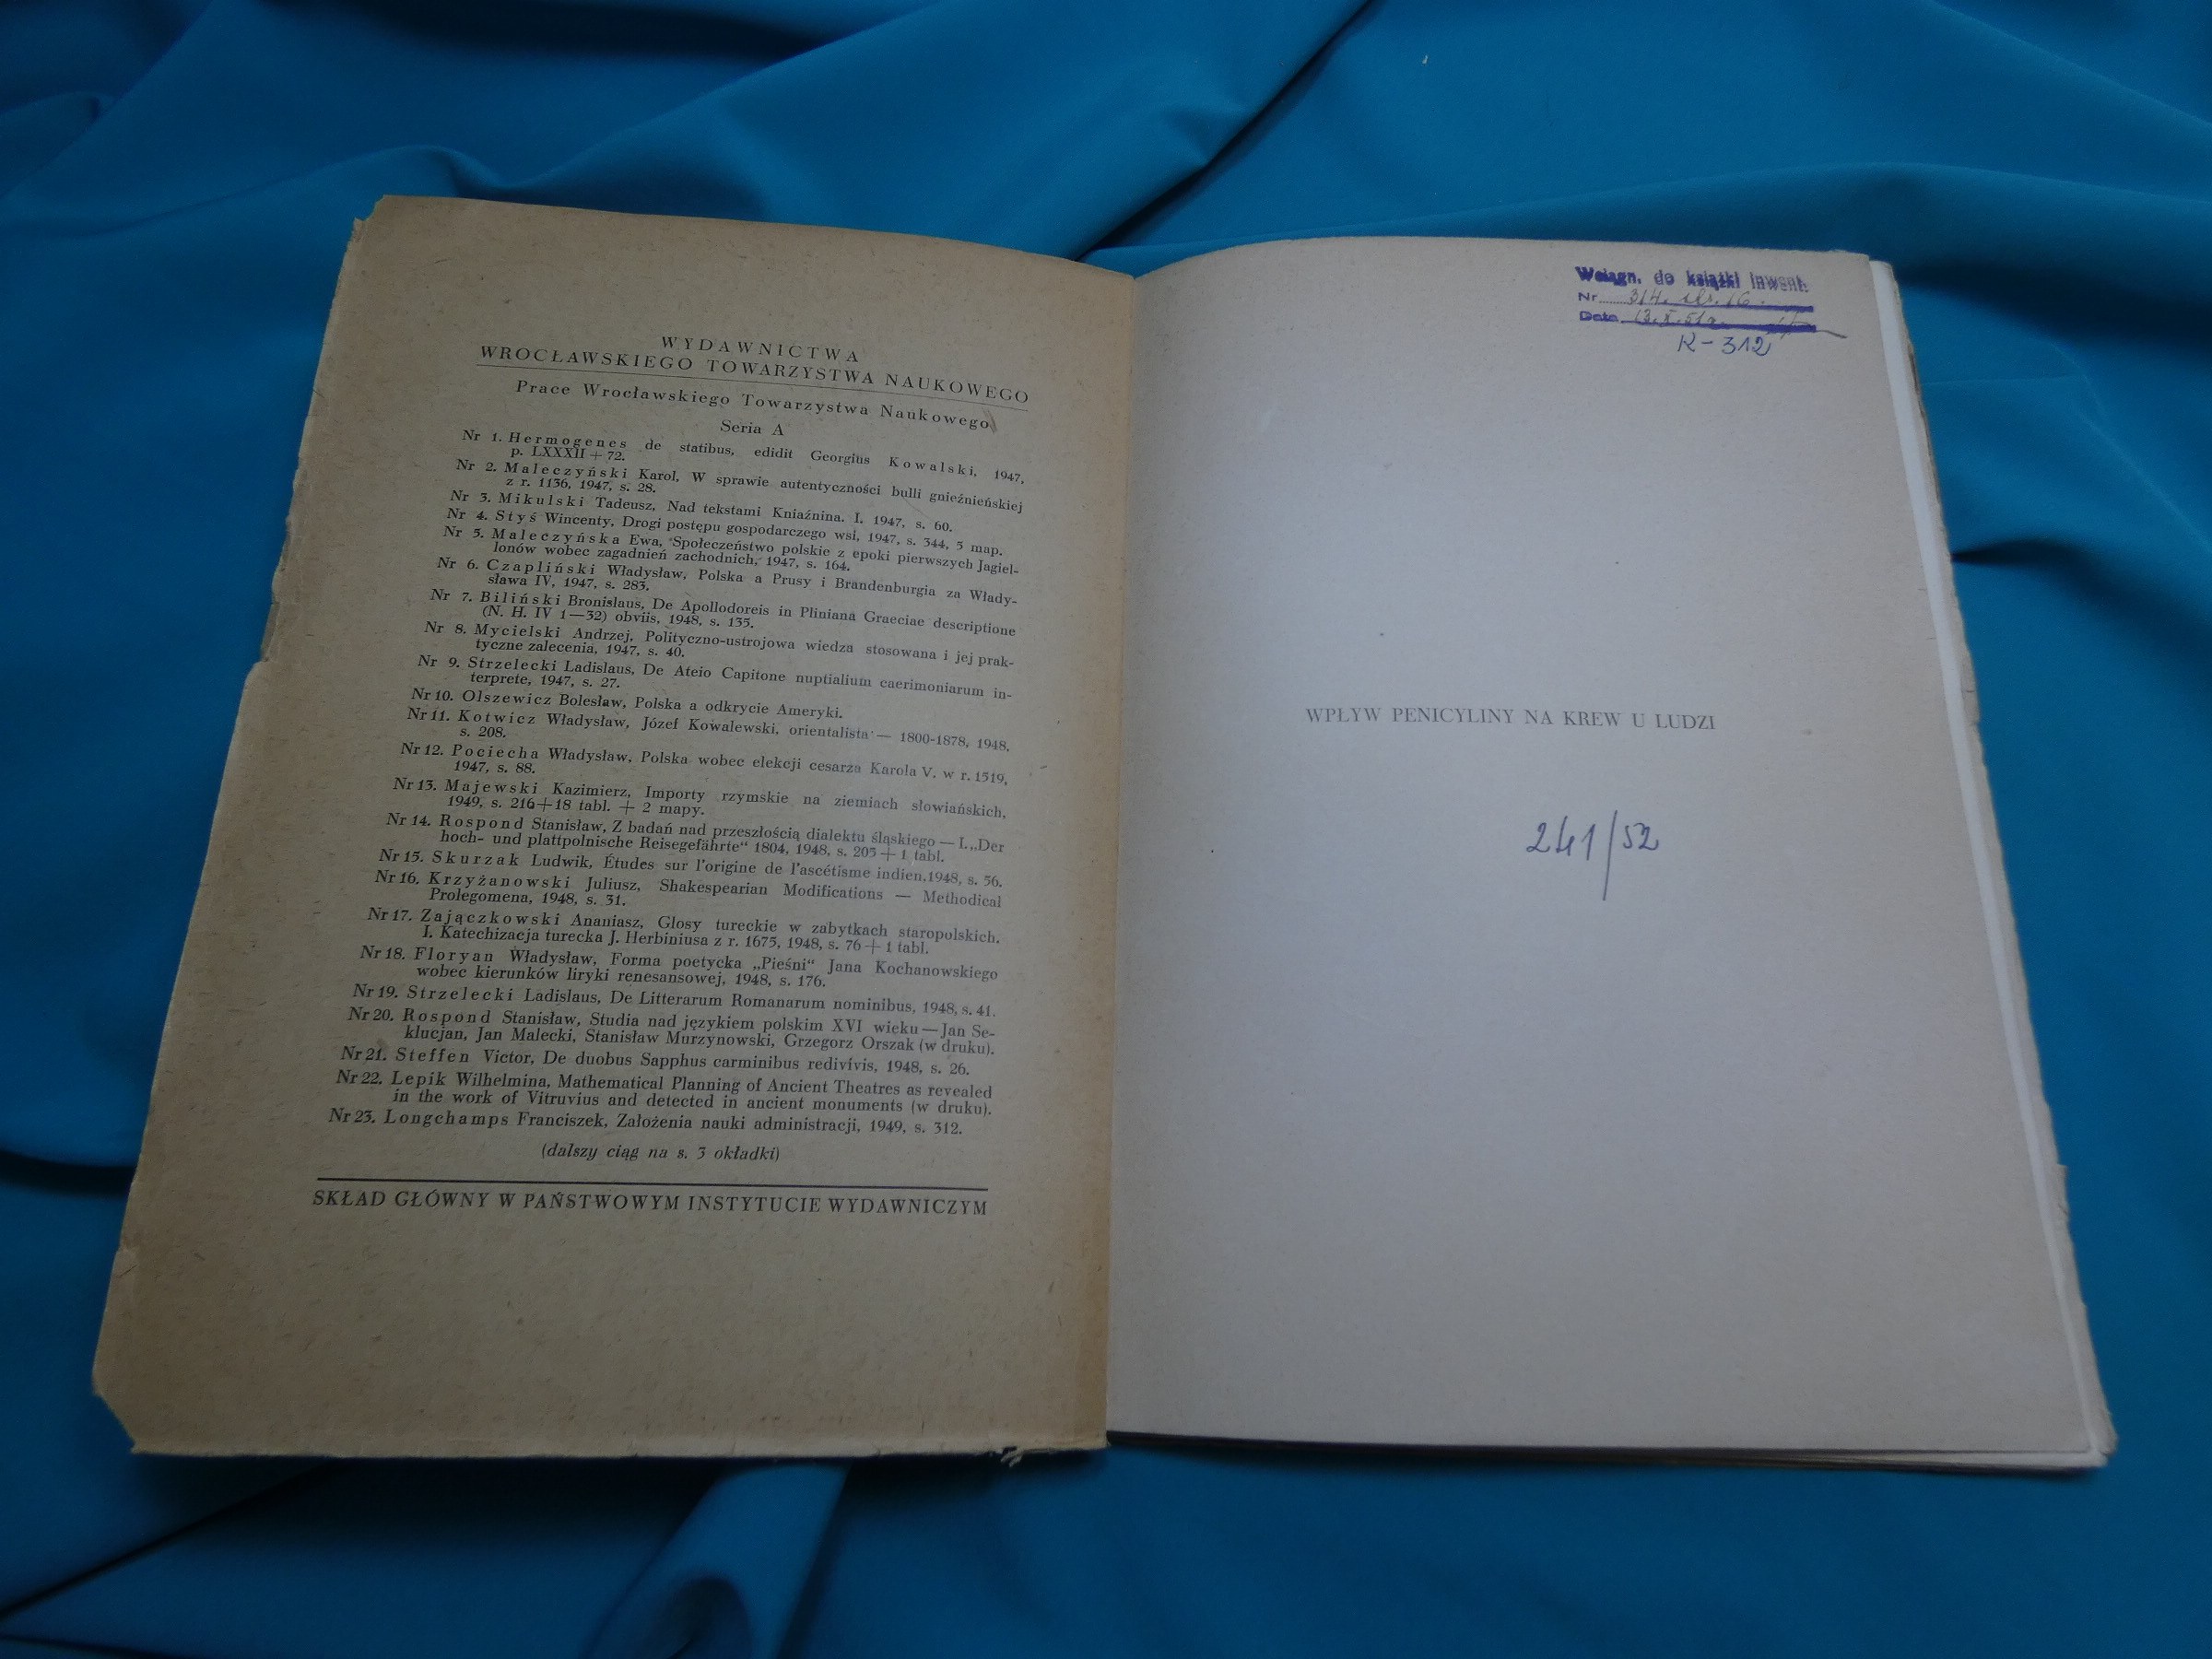 WYDAWNICTWA
WROCŁAWSKIEGO TOWARZYSTWA NAUKOWEGO
Prace Wrocławskiego Towarzystwa Naukowego
Seria A
Nr 1. Hermogenes de statibus, edidit Georgius Kowalski, 1947,
p. LXXXII + 72.
Nr 2. Maleczyński Karol, W sprawie autentyczności bulli gnieźnieńskiej
z r. 1136, 1947, s. 28.
Nr 3. Mikulski Tadeusz, Nad tekstami Kniaźnina. I. 1947, s. 60.
Nr 4. Styś Wincenty, Drogi postępu gospodarczego wsi, 1947, s. 344, 5 map.
Nr 5. Maleczyńska Ewa, Społeczeństwo polskie z epoki pierwszych Jagiel-
lonów wobec zagadnień zachodnich, 1947, s. 164.
Nr 6. Czapliński Władysław, Polska a Prusy i Brandenburgia za Włady-
sława IV, 1947, s. 283.
Nr 7. Biliński Bronislaus, De Apollodoreis in Pliniana Graeciae descriptione
(N. H. IV 1—32) obviis, 1948, s. 135.
Nr 8. Mycielski Andrzej, Polityczno-ustrojowa wiedza stosowana i jej prak-
tyczne zalecenia, 1947, s. 40.
Nr 9. Strzelecki Ladislaus, De Ateio Capitone nuptialium caerimoniarum in-
terprete, 1947, s. 27.
Nr 10. Olszewicz Bolesław, Polska a odkrycie Ameryki.
Nr 11. Kotwicz Władysław, Józef Kowalewski, orientalista — 1800-1878, 1948,
s. 208.
Nr 12. Pociecha Władysław, Polska wobec elekcji cesarza Karola V. w r. 1519,
1947, s. 88.
Nr 13. Majewski Kazimierz, Importy rzymskie na ziemiach słowiańskich,
1949, s. 216+18 tabl. + 2 mapy.
Nr 14. Rospond Stanisław, Z badań nad przeszłością dialektu śląskiego — I. „Der
hoch- und plattpolnische Reisegefährte“ 1804, 1948, s. 205 + 1 tabl.
Nr 15. Skurzak Ludwik, Études sur l'origine de l'ascétisme indien, 1948, s. 56.
Nr 16. Krzyżanowski Juliusz, Shakespearian Modifications — Methodical
Prolegomena, 1948, s. 31.
Nr 17. Zajączkowski Ananiasz, Glosy tureckie w zabytkach staropolskich.
I. Katechizacja turecka J. Herbiniusa z r. 1675, 1948, s. 76 + 1 tabl.
Nr 18. Floryan Władysław, Forma poetycka „Pieśni“ Jana Kochanowskiego
wobec kierunków liryki renesansowej, 1948, s. 176.
Nr 19. Strzelecki Ladislaus, De Litterarum Romanarum nominibus, 1948, s. 41.
Nr 20. Rospond Stanisław, Studia nad językiem polskim XVI wieku — Jan Se-
klucjan, Jan Malecki, Stanisław Murzynowski, Grzegorz Orszak (w druku).
Nr 21. Steffen Victor, De duobus Sapphus carminibus redivivis, 1948, s. 26.
Nr 22. Lepik Wilhelmina, Mathematical Planning of Ancient Theatres as revealed
in the work of Vitruvius and detected in ancient monuments (w druku).
Nr 23. Longchamps Franciszek, Założenia nauki administracji, 1949, s. 312.
(dalszy ciąg na s. 3 okładki)
SKŁAD GŁÓWNY W PAŃSTWOWYM INSTYTUCIE WYDAWNICZYM
Wciągn. do książki inwent.
Nr 314. str. 16.
Data 13.X.51r.
R-312
WPŁYW PENICYLINY NA KREW U LUDZI
241/52